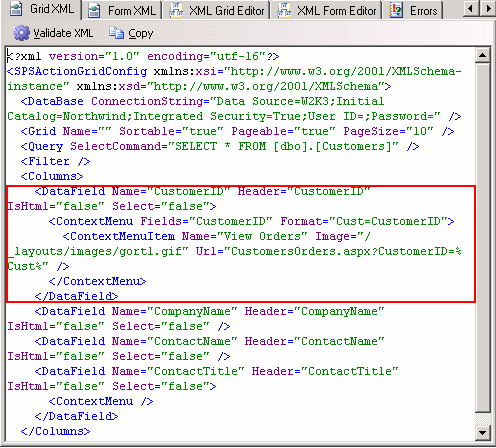 Grid XML Form XML XML Grid Editor XML Form Editor Errors
Validate XML Copy
<?xml version="1.0" encoding="utf-16"?>
<SPSActionGridConfig xmlns:xsi="http://www.w3.org/2001/XMLSchema-
instance" xmlns:xsd="http://www.w3.org/2001/XMLSchema">
<DataBase ConnectionString="Data Source=W2K3;Initial
Catalog=Northwind;Integrated Security=True;User ID=;Password=" />
<Grid Name="" Sortable="true" Pageable="true" PageSize="10" />
<Query SelectCommand="SELECT * FROM [dbo].[Customers]" />
<Filter />
<Columns>
<DataField Name="CustomerID" Header="CustomerID"
IsHtml="false" Select="false">
<ContextMenu Fields="CustomerID" Format="Cust=CustomerID">
<ContextMenuItem Name="View Orders" Image="/
_layouts/images/gortl.gif" Url="CustomersOrders.aspx?CustomerID=%
Cust%" />
</ContextMenu>
</DataField>
<DataField Name="CompanyName" Header="CompanyName"
IsHtml="false" Select="false" />
<DataField Name="ContactName" Header="ContactName"
IsHtml="false" Select="false" />
<DataField Name="ContactTitle" Header="ContactTitle"
IsHtml="false" Select="false">
<ContextMenu />
</DataField>
</Columns>